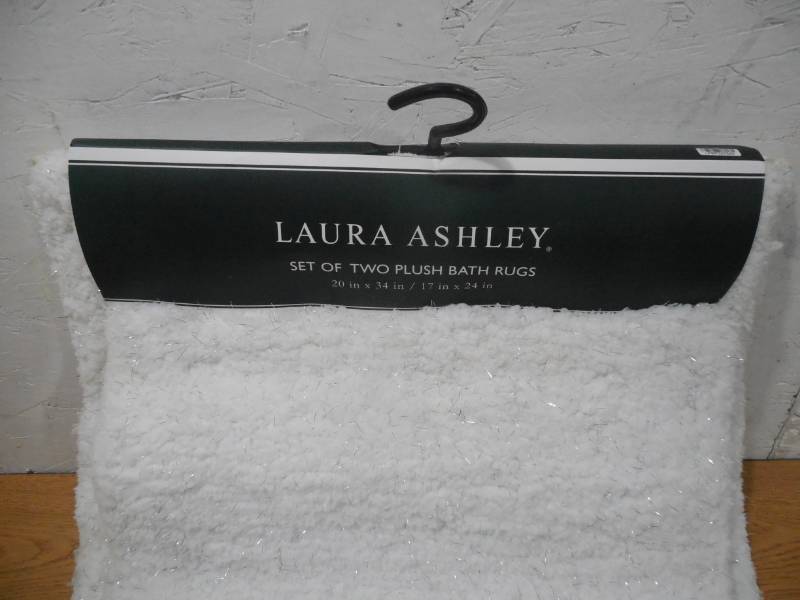 LAURA ASHLEY®
SET OF TWO PLUSH BATH RUGS
20 in x 34 in / 17 in x 24 in